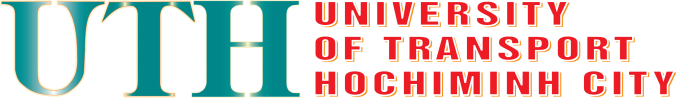 UTH
UNIVERSITY
OF TRANSPORT
HOCHIMINH CITY